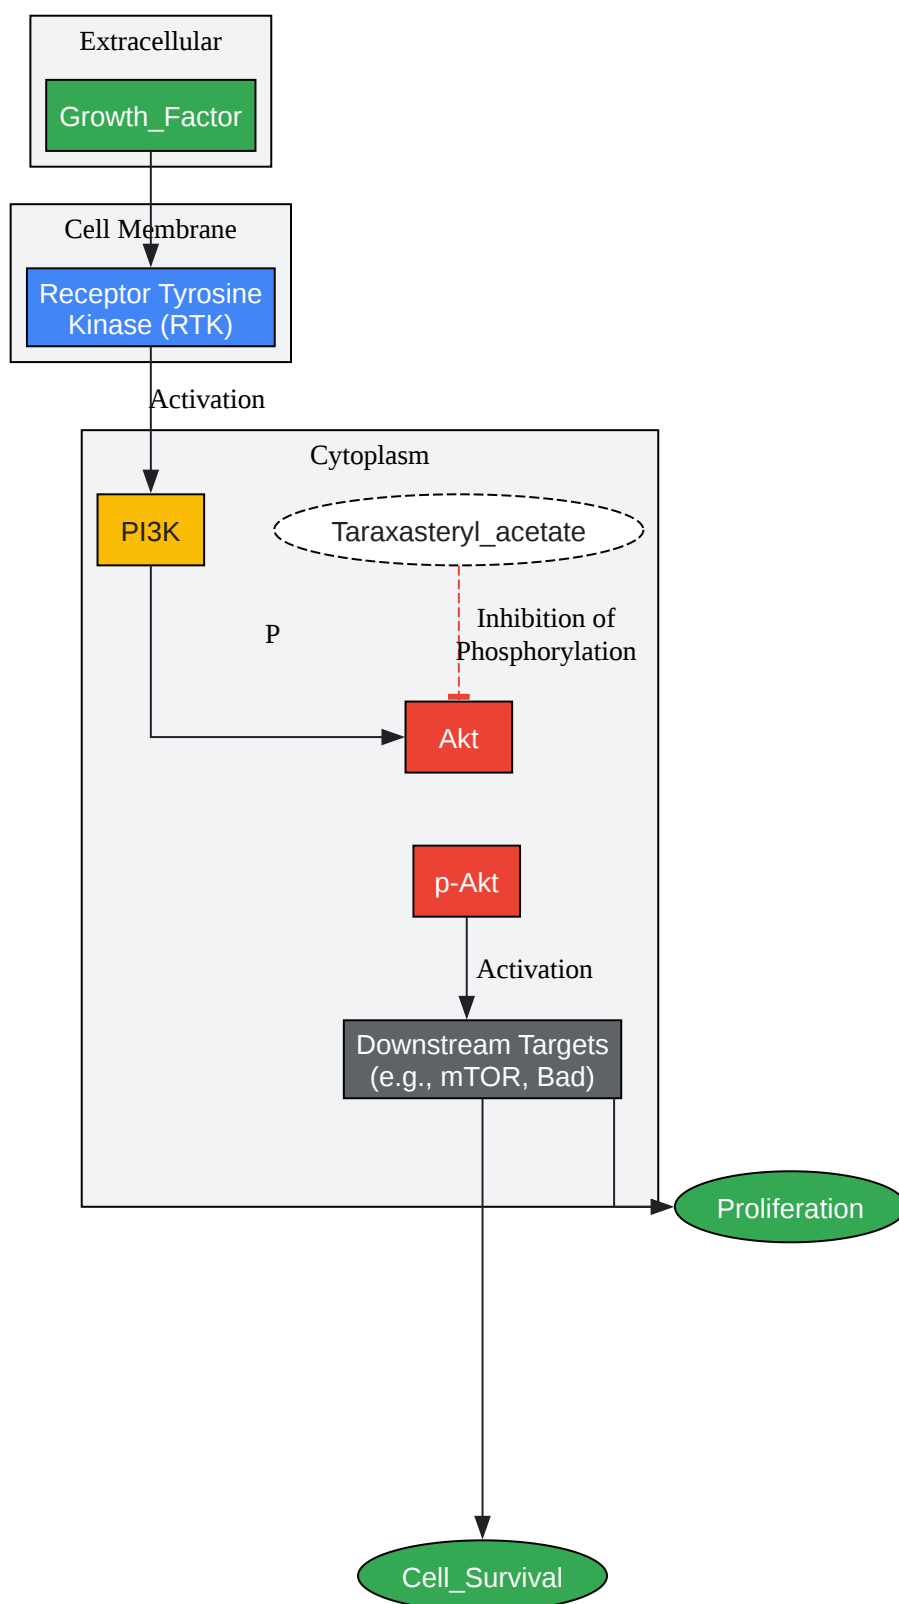 Extracellular
Growth_Factor
Cell Membrane
Receptor Tyrosine
Kinase (RTK)
Activation
Cytoplasm
PI3K
Taraxasteryl_acetate
Inhibition of
Phosphorylation
P
Akt
p-Akt
Activation
Downstream Targets
(e.g., mTOR, Bad)
Proliferation
Cell_Survival